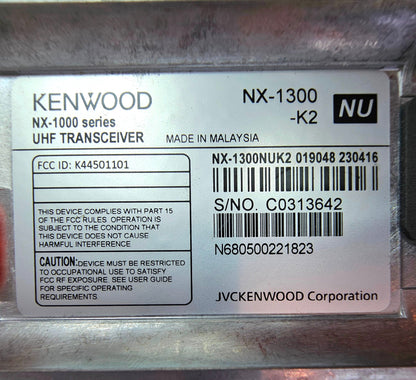 KENWOOD
NX-1000 series
UHF TRANSCEIVER MADE IN MALAYSIA
NX-1300
-K2
NU
FCC ID: K44501101
THIS DEVICE COMPLIES WITH PART 15
OF THE FCC RULES OPERATION IS
SUBJECT TO THE CONDITION THAT
THIS DEVICE DOES NOT CAUSE
HARMFUL INTERFERENCE
CAUTION:DEVICE MUST BE RESTRICTED
TO OCCUPATIONAL USE TO SATISFY
FCC RF EXPOSURE. SEE USER GUIDE
FOR SPECIFIC OPERATING
REQUIREMENTS.
NX-1300NUK2 019048 230416
S/NO. C0313642
N680500221823
JVCKENWOOD Corporation